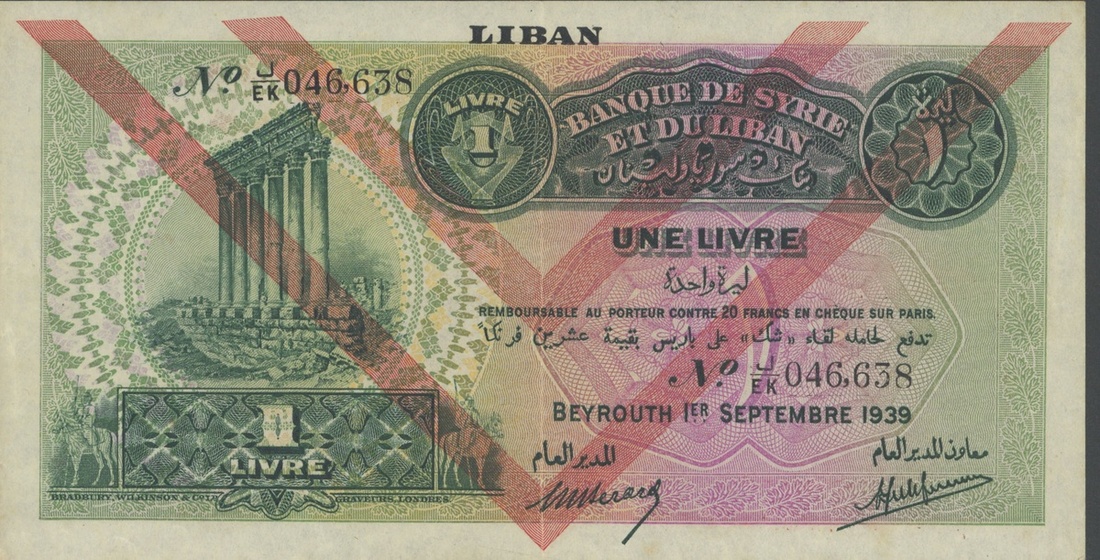 LIBAN
No. J/EK 046,638
LIVRE
1
BANQUE DE SYRIE
ET DU LIBAN
بنك سوريا ولبنان
ليرة
١
UNE LIVRE
ليرة واحدة
REMBOURSABLE AU PORTEUR CONTRE 20 FRANCS EN CHÈQUE SUR PARIS.
تدفع لحامله لقاء «شك» على باريس بقيمة عشرين فرنكاً
No. J/EK 046,638
BEYROUTH 1ER SEPTEMBRE 1939
المدير العام
معاون المدير العام
1
LIVRE
BRADBURY, WILKINSON & Co. Ld. GRAVEURS, LONDRES.